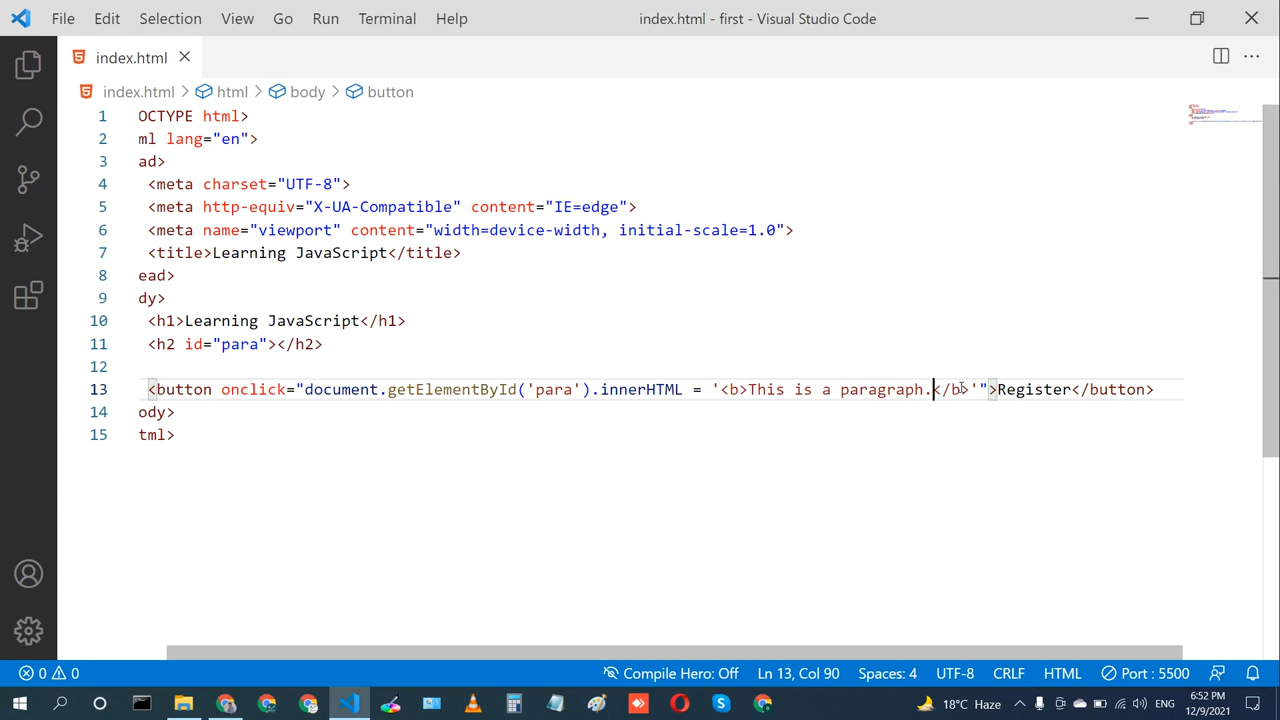 File Edit Selection View Go Run Terminal Help index.html - first - Visual Studio Code
index.html
index.html > html > body > button
1 OCTYPE html>
2 ml lang="en">
3 ad>
4 <meta charset="UTF-8">
5 <meta http-equiv="X-UA-Compatible" content="IE=edge">
6 <meta name="viewport" content="width=device-width, initial-scale=1.0">
7 <title>Learning JavaScript</title>
8 ead>
9 dy>
10 <h1>Learning JavaScript</h1>
11 <h2 id="para"></h2>
12
13 <button onclick="document.getElementById('para').innerHTML = '<b>This is a paragraph.</b>'">Register</button>
14 ody>
15 tml>
0 0 Compile Hero: Off Ln 13, Col 90 Spaces: 4 UTF-8 CRLF HTML Port : 5500
18°C Haze ENG 6:52 PM
12/9/2021